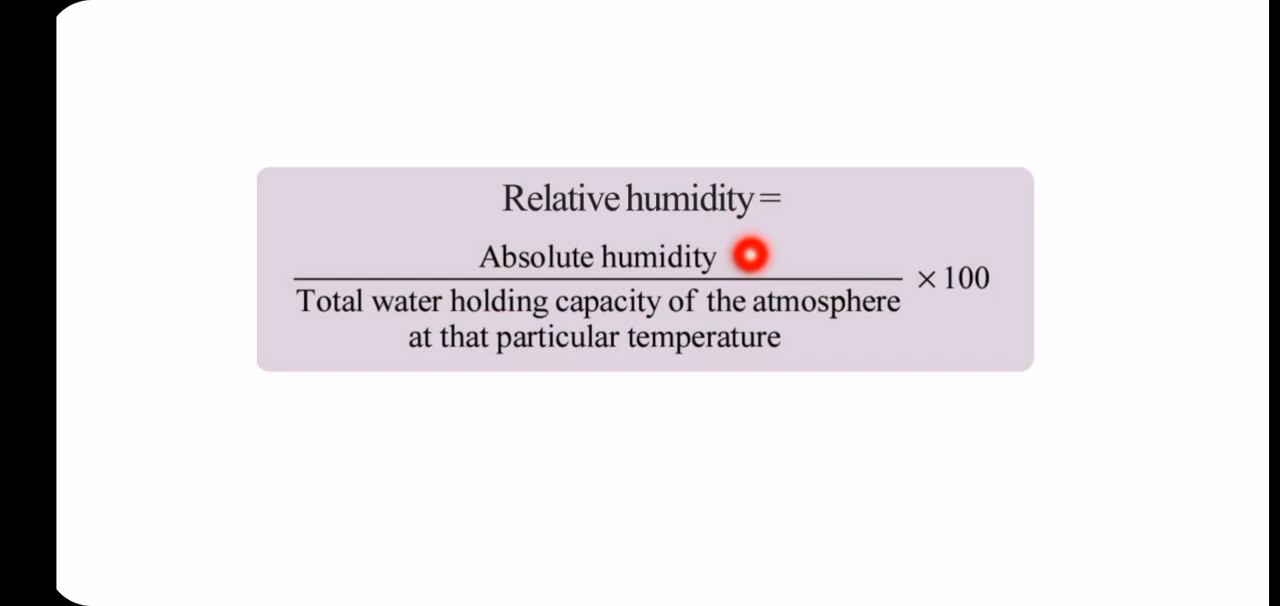 Relative humidity=
Absolute humidity
× 100
Total water holding capacity of the atmosphere
at that particular temperature